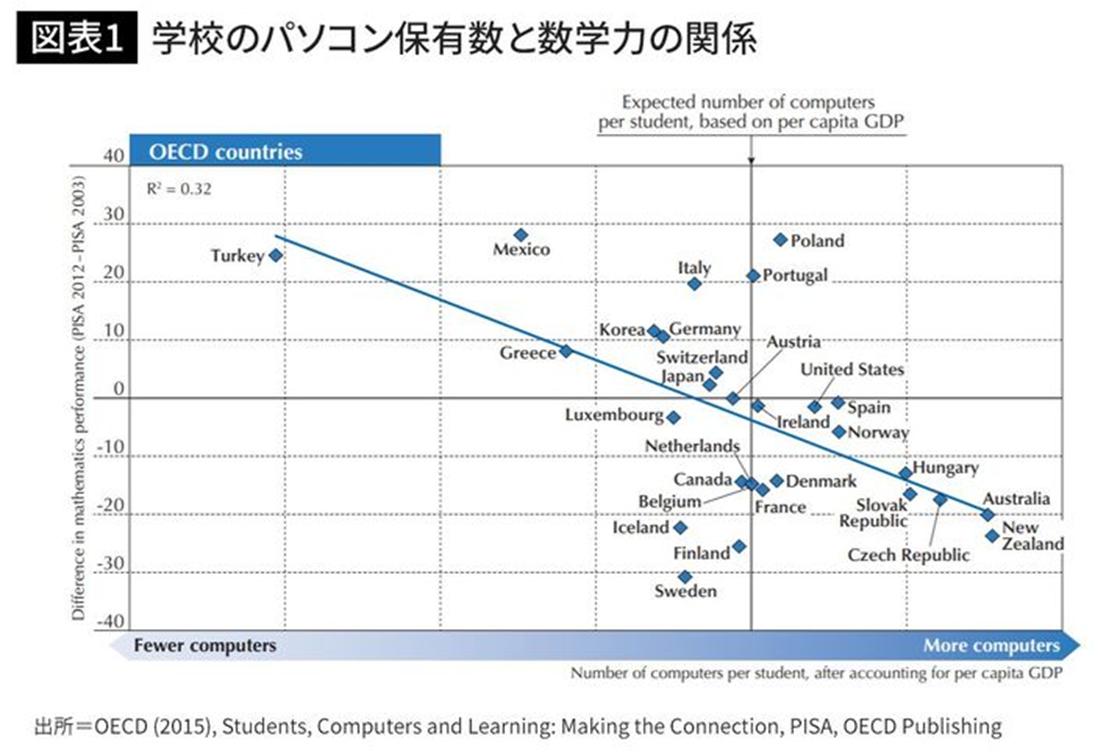 図表1 学校のパソコン保有数と数学力の関係
Expected number of computers
per student, based on per capita GDP
OECD countries
R² = 0.32
Difference in mathematics performance (PISA 2012 – PISA 2003)
40
30
20
10
0
-10
-20
-30
-40
Turkey
Mexico
Poland
Italy
Portugal
Korea
Germany
Greece
Austria
Switzerland
Japan
United States
Luxembourg
Ireland
Spain
Norway
Netherlands
Hungary
Canada
Denmark
Belgium
France
Slovak
Republic
Australia
Iceland
New
Zealand
Finland
Czech Republic
Sweden
Fewer computers
More computers
Number of computers per student, after accounting for per capita GDP
出所＝OECD (2015), Students, Computers and Learning: Making the Connection, PISA, OECD Publishing